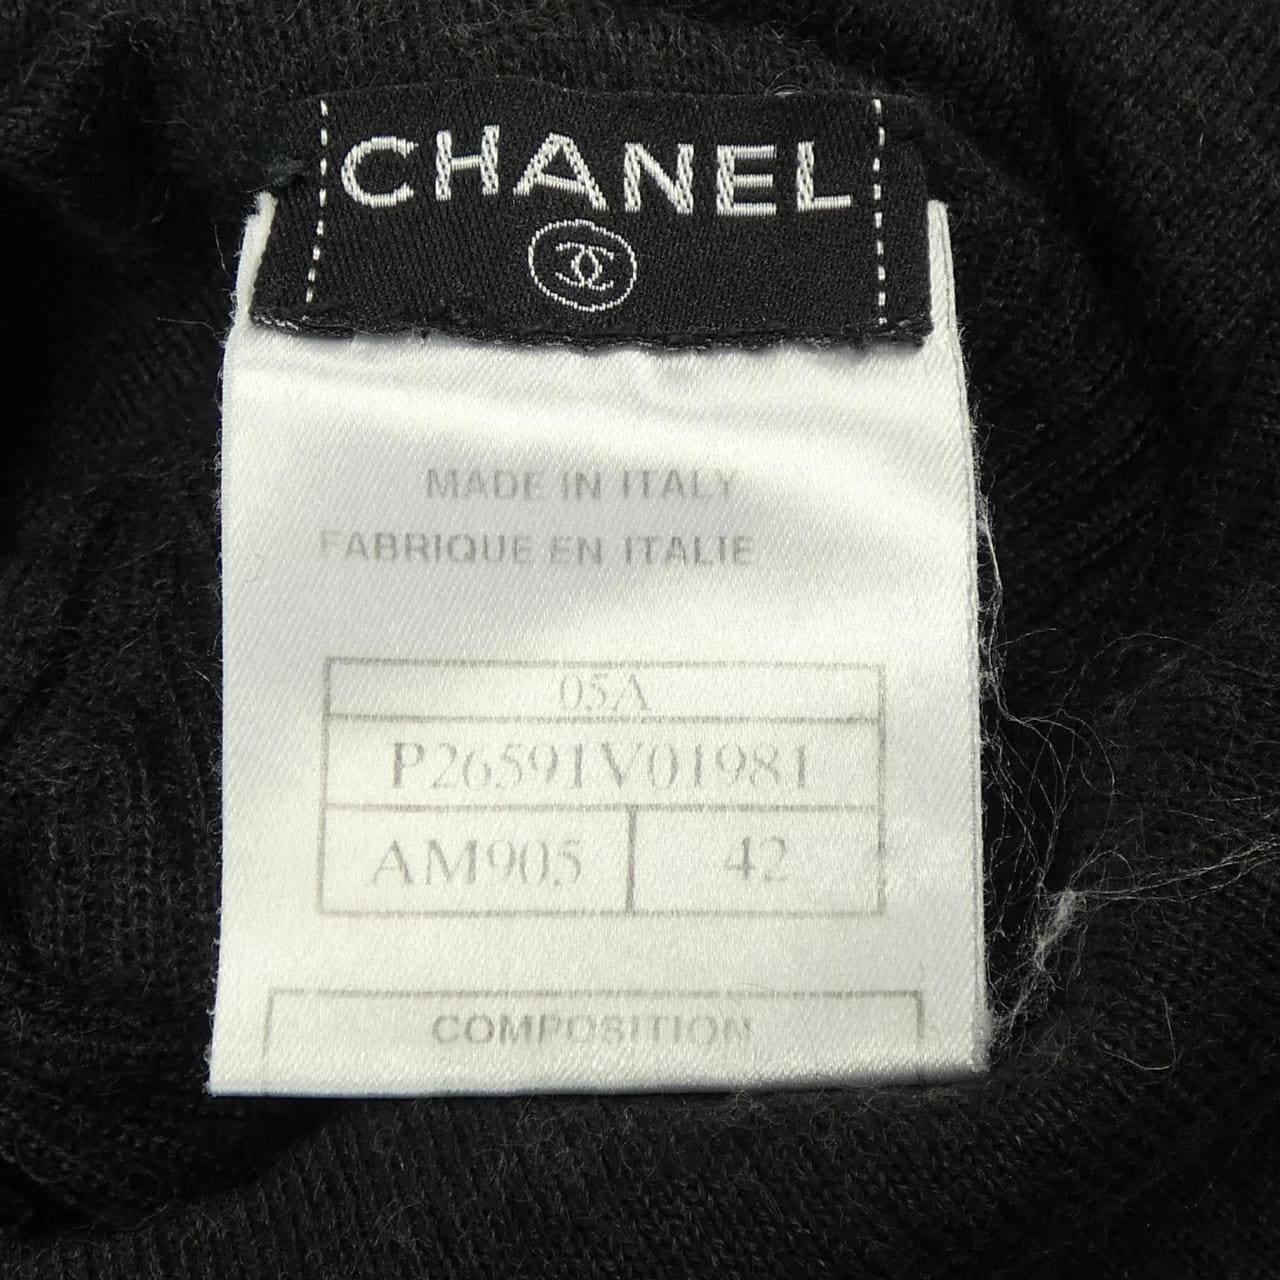 CHANEL
MADE IN ITALY
FABRIQUE EN ITALIE
05A
P26591V01981
AM905 42
COMPOSITION